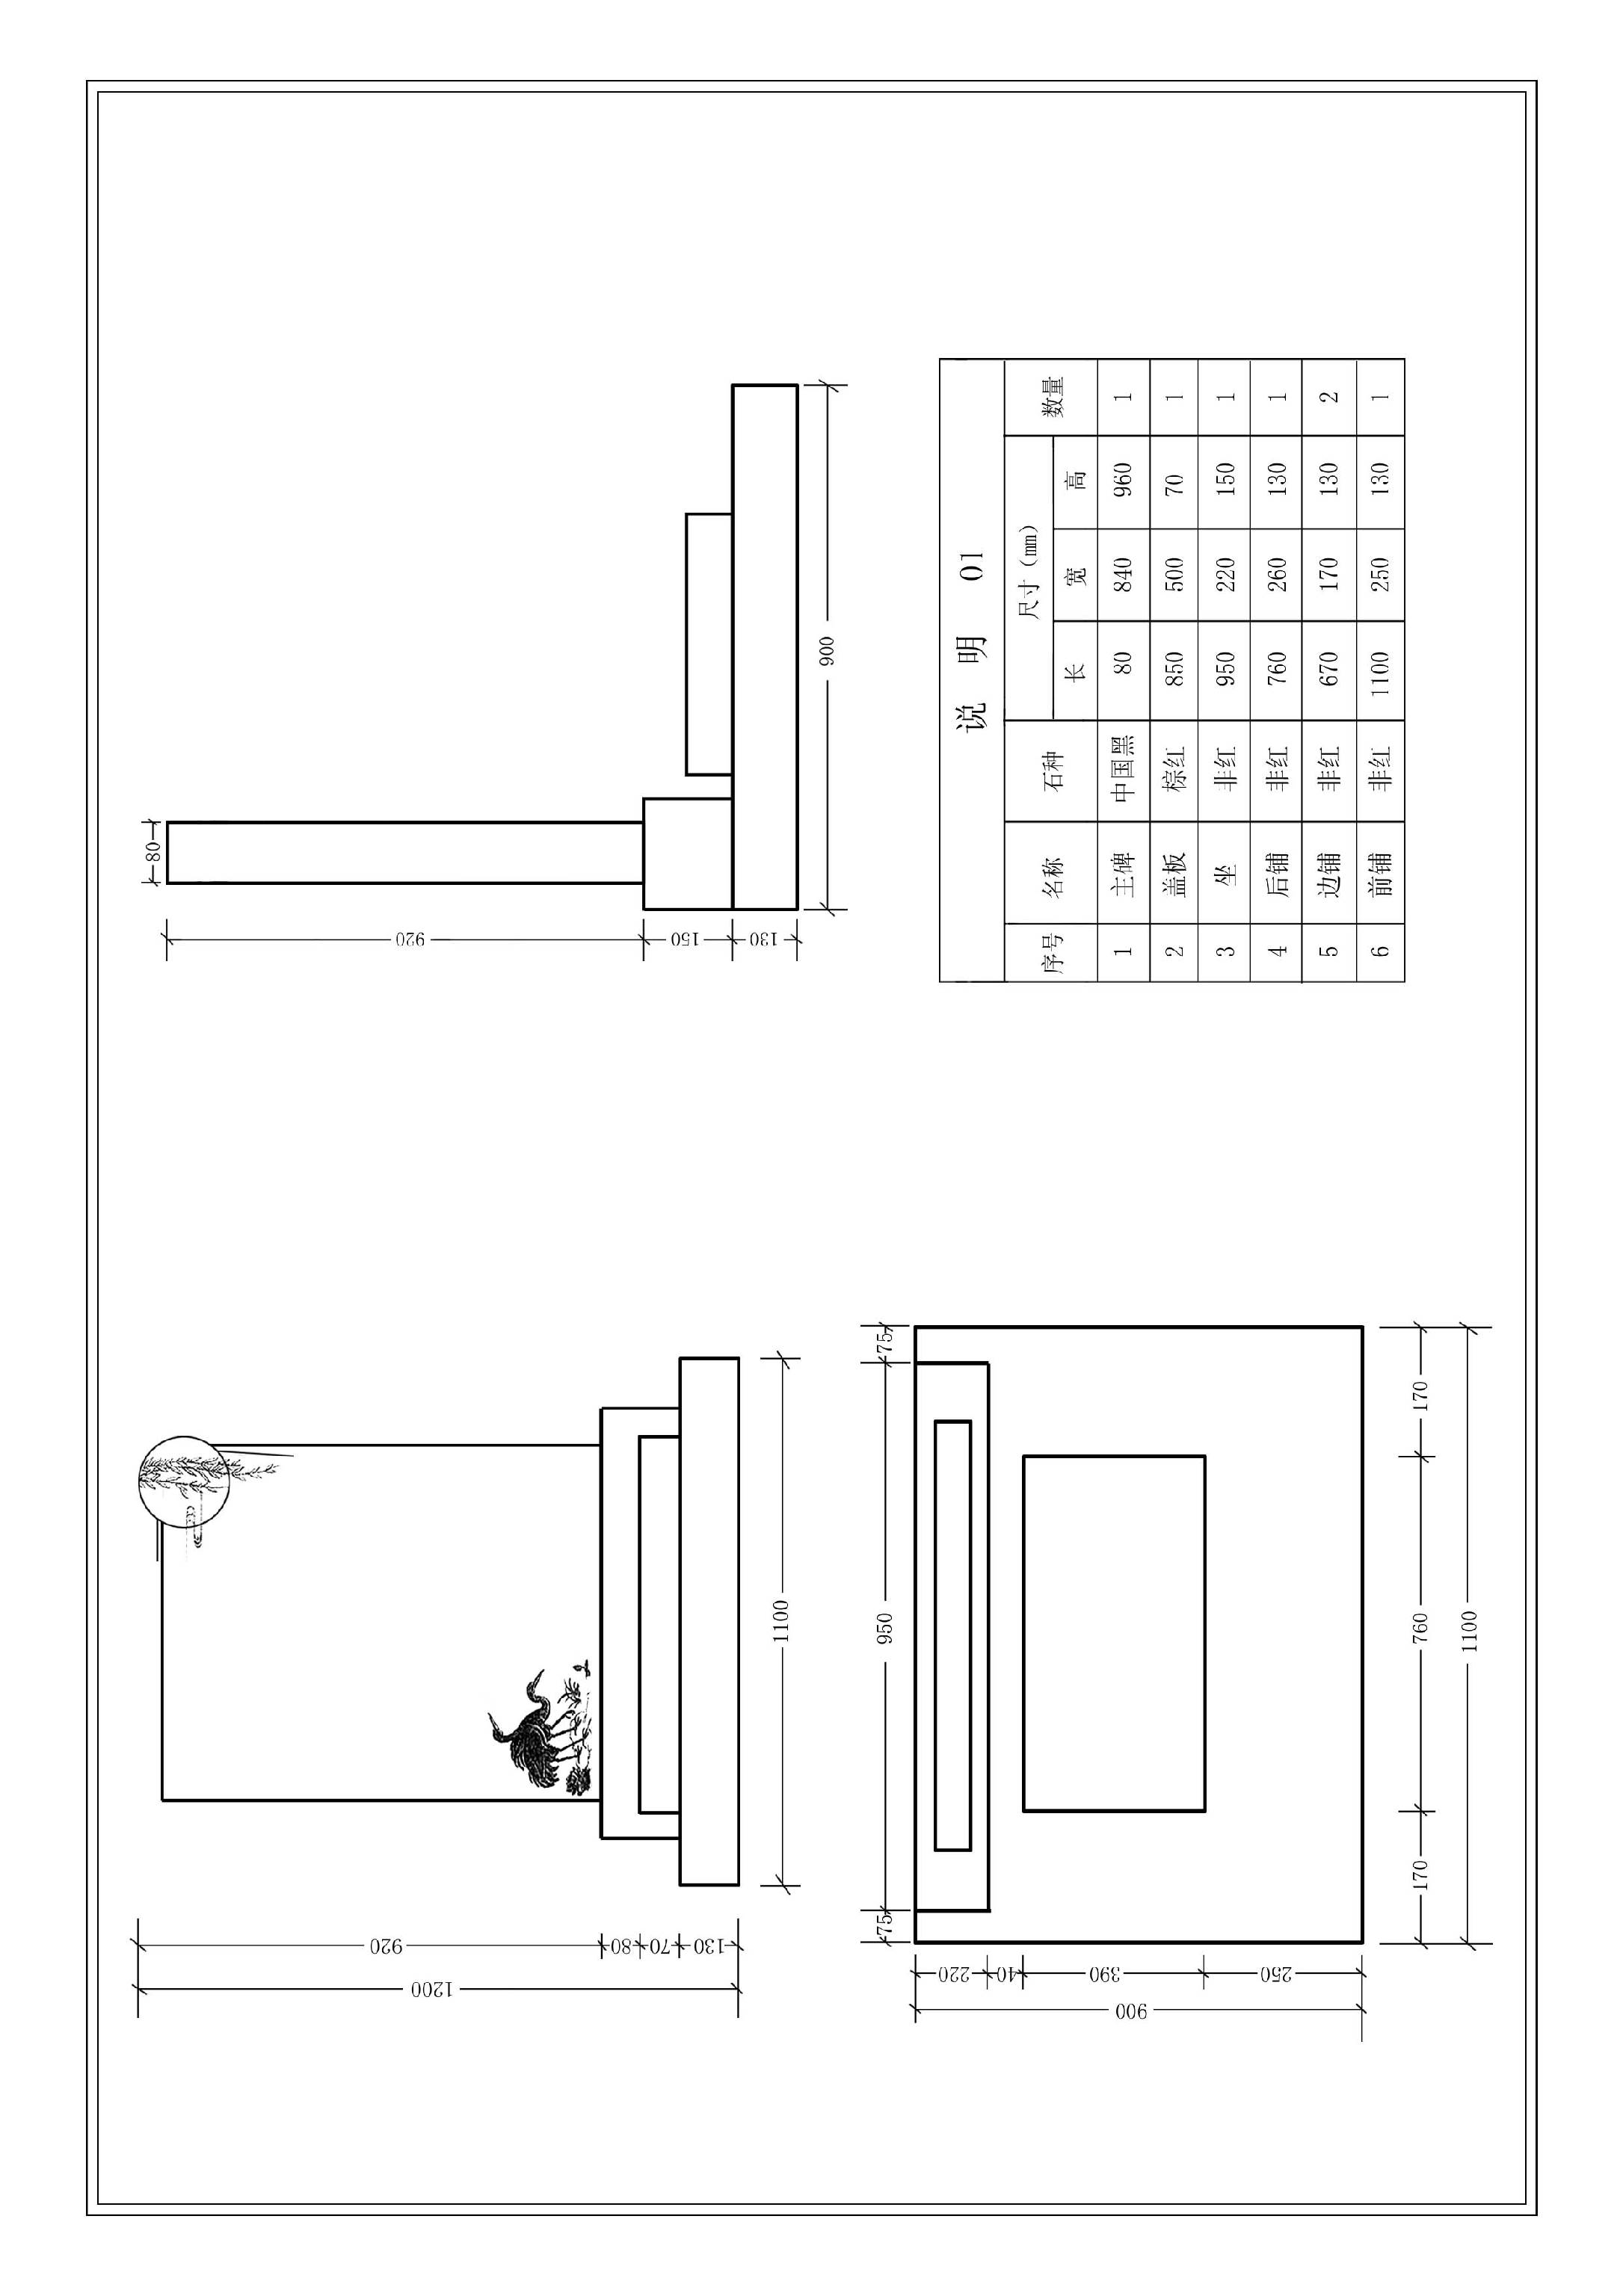 920
80
70
130
1200
1100
80
920
150
130
900
75
950
75
220
40
390
250
900
170
760
170
1100
说 明 01
序号 名称 石种 尺寸（mm） 数量
长 宽 高
1 主碑 中国黑 80 840 960 1
2 盖板 棕红 850 500 70 1
3 坐 非红 950 220 150 1
4 后铺 非红 760 260 130 1
5 边铺 非红 670 170 130 2
6 前铺 非红 1100 250 130 1